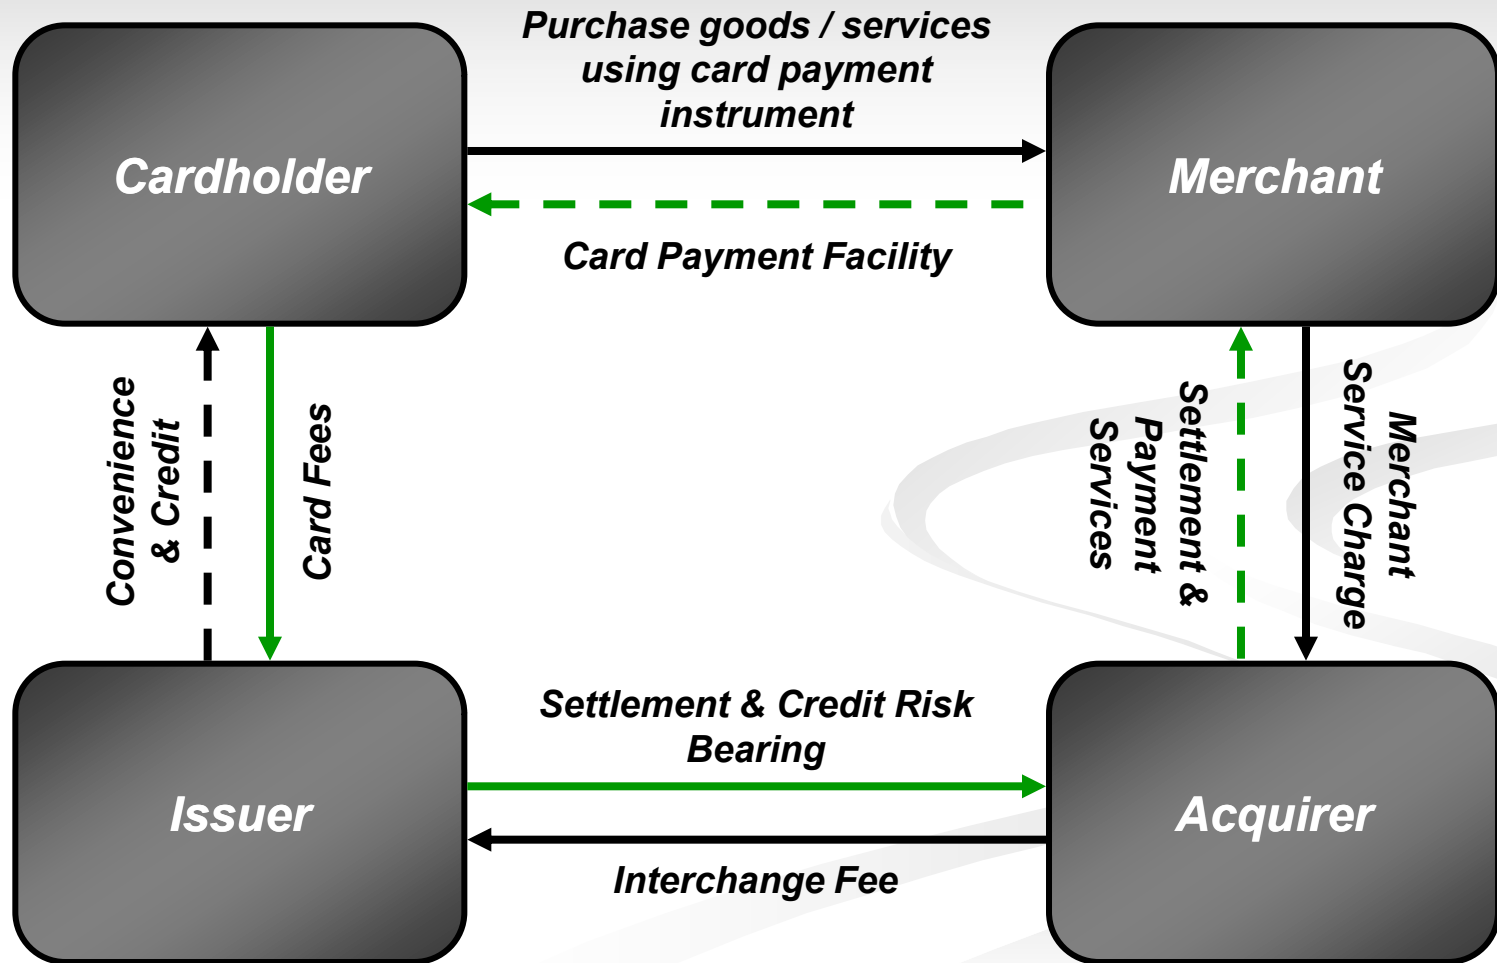 Purchase goods / services
using card payment
instrument
Cardholder
Merchant
Card Payment Facility
Convenience
& Credit
Card Fees
Settlement &
Payment
Services
Merchant
Service Charge
Settlement & Credit Risk
Bearing
Issuer
Acquirer
Interchange Fee